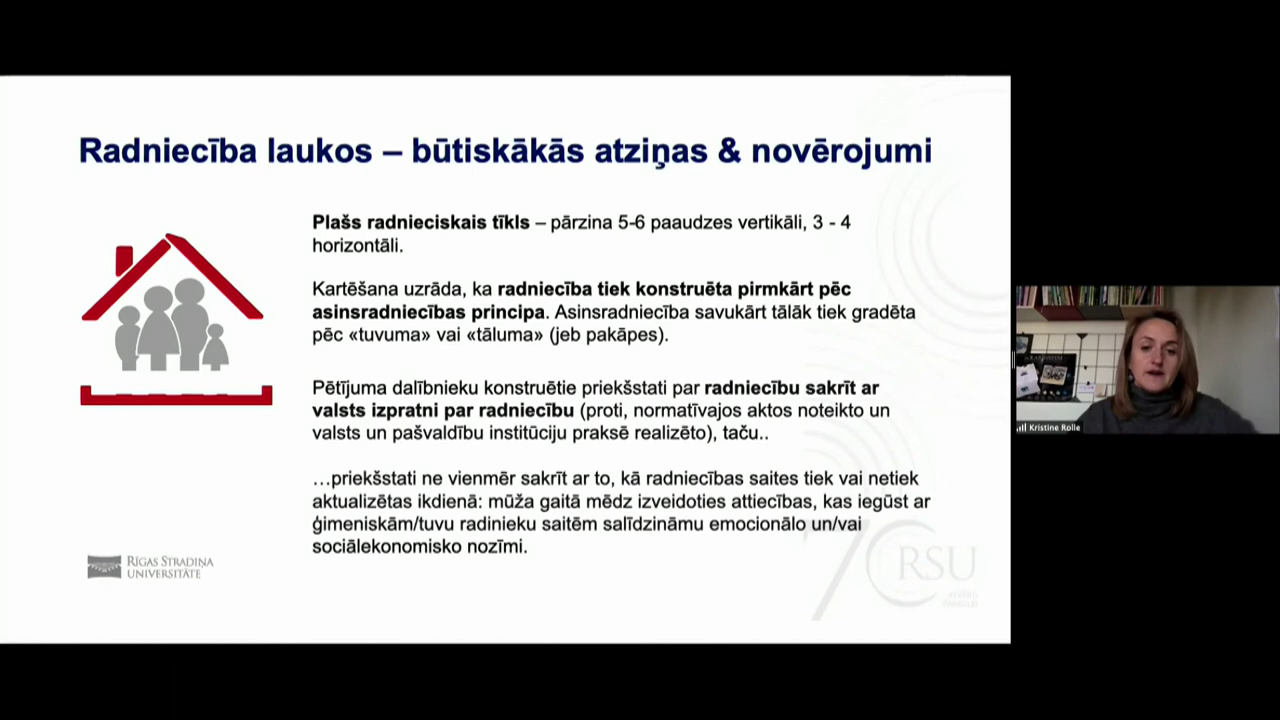 Radniecība laukos – būtiskākās atziņas & novērojumi
Plašs radnieciskais tīkls – pārzina 5-6 paaudzes vertikāli, 3 - 4
horizontāli.
Kartēšana uzrāda, ka radniecība tiek konstruēta pirmkārt pēc
asinsradniecības principa. Asinsradniecība savukārt tālāk tiek gradēta
pēc «tuvuma» vai «tāluma» (jeb pakāpes).
Pētījuma dalībnieku konstruētie priekšstati par radniecību sakrīt ar
valsts izpratni par radniecību (proti, normatīvajos aktos noteikto un
valsts un pašvaldību institūciju praksē realizēto), taču..
…priekšstati ne vienmēr sakrīt ar to, kā radniecības saites tiek vai netiek
aktualizētas ikdienā: mūža gaitā mēdz izveidoties attiecības, kas iegūst ar
ģimeniskām/tuvu radinieku saitēm salīdzināmu emocionālo un/vai
sociālekonomisko nozīmi.
RĪGAS STRADIŅA
UNIVERSITĀTE
70 RSU
Kristine Rolle